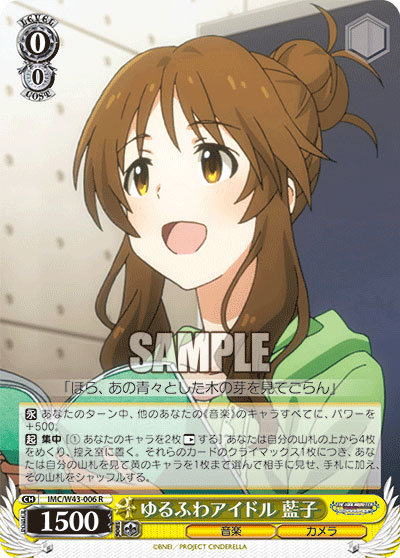 LEVEL
0
0
COST
SAMPLE
「ほら、あの青々とした木の芽を見てごらん」
永 あなたのターン中、他のあなたの《音楽》のキャラすべてに、パワーを
+500。
起 集中 [① あなたのキャラを2枚レストする] あなたは自分の山札の上から4枚
をめくり、控室に置く。それらのカードのクライマックス1枚につき、あな
たは自分の山札を見て黄のキャラを1枚まで選んで相手に見せ、手札に加え、
その山札をシャッフルする。
CH IMC/W43-006 R
1500
ゆるふわアイドル 藍子
音楽 カメラ
©BNEI／PROJECT CINDERELLA